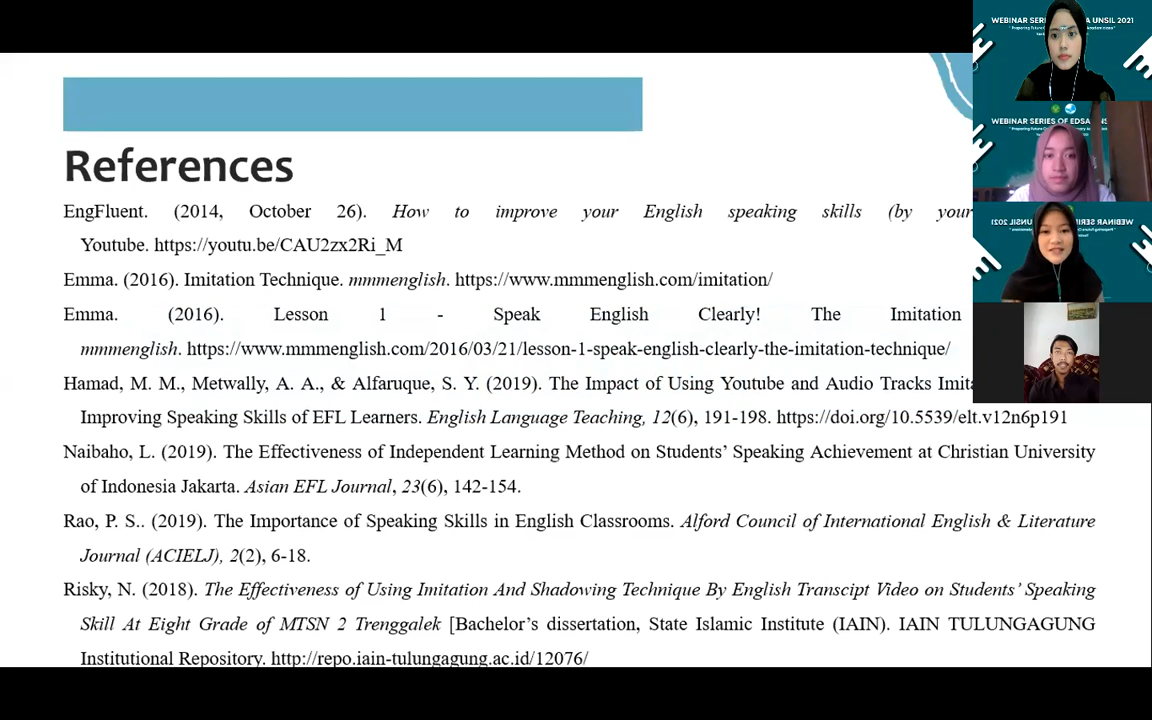 References
EngFluent. (2014, October 26). How to improve your English speaking skills (by your
Youtube. https://youtu.be/CAU2zx2Ri_M
Emma. (2016). Imitation Technique. mmmenglish. https://www.mmmenglish.com/imitation/
Emma. (2016). Lesson 1 - Speak English Clearly! The Imitation
mmmenglish. https://www.mmmenglish.com/2016/03/21/lesson-1-speak-english-clearly-the-imitation-technique/
Hamad, M. M., Metwally, A. A., & Alfaruque, S. Y. (2019). The Impact of Using Youtube and Audio Tracks
Improving Speaking Skills of EFL Learners. English Language Teaching, 12(6), 191-198. https://doi.org/10.5539/elt.v12n6p191
Naibaho, L. (2019). The Effectiveness of Independent Learning Method on Students’ Speaking Achievement at Christian University
of Indonesia Jakarta. Asian EFL Journal, 23(6), 142-154.
Rao, P. S.. (2019). The Importance of Speaking Skills in English Classrooms. Alford Council of International English & Literature
Journal (ACIELJ), 2(2), 6-18.
Risky, N. (2018). The Effectiveness of Using Imitation And Shadowing Technique By English Transcipt Video on Students’ Speaking
Skill At Eight Grade of MTSN 2 Trenggalek [Bachelor’s dissertation, State Islamic Institute (IAIN). IAIN TULUNGAGUNG
Institutional Repository. http://repo.iain-tulungagung.ac.id/12076/
WEBINAR SERI UNSIL 2021
WEBINAR SERIES OF EDSA
WEBINAR SERI UNSIL 2021